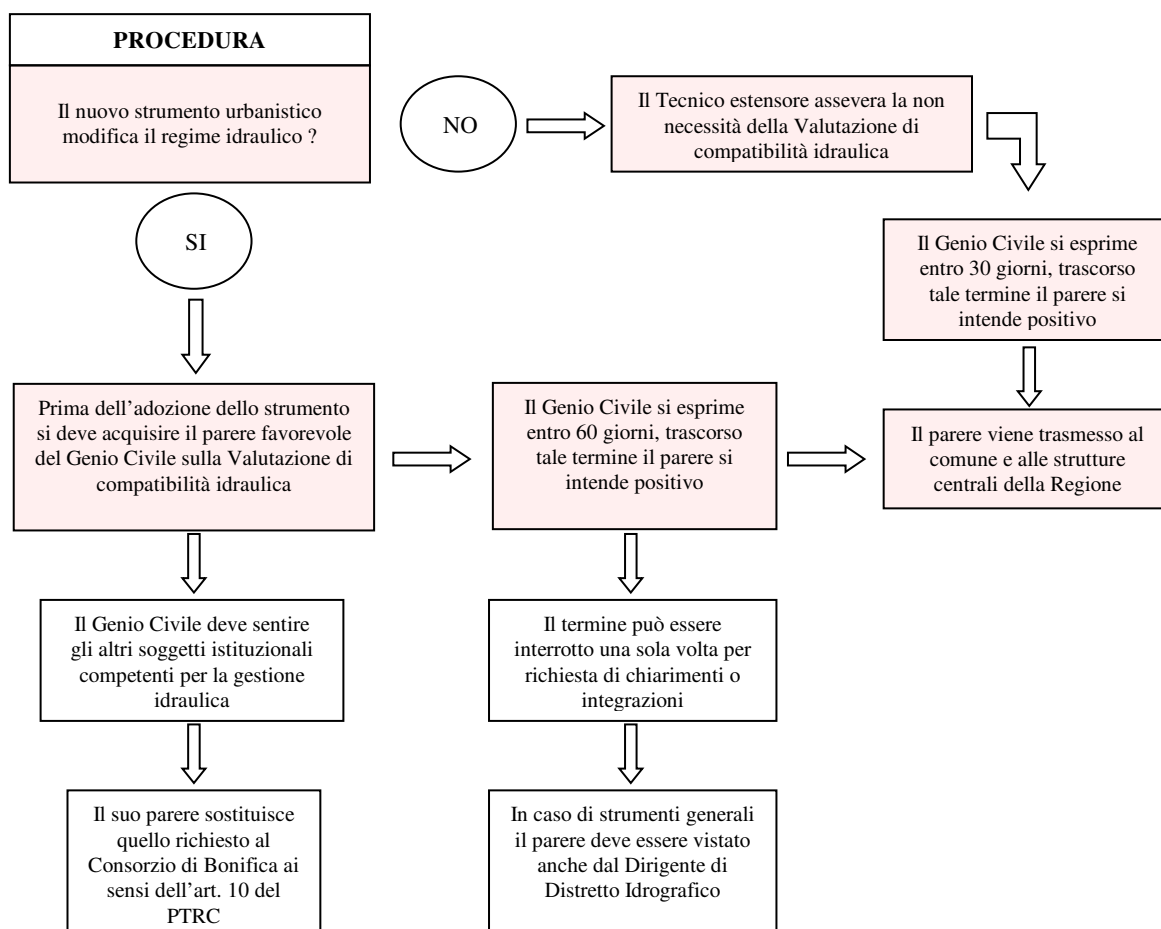 PROCEDURA
Il nuovo strumento urbanistico
modifica il regime idraulico ?
NO
Il Tecnico estensore assevera la non
necessità della Valutazione di
compatibilità idraulica
SI
Il Genio Civile si esprime
entro 30 giorni, trascorso
tale termine il parere si
intende positivo
Prima dell’adozione dello strumento
si deve acquisire il parere favorevole
del Genio Civile sulla Valutazione di
compatibilità idraulica
Il Genio Civile si esprime
entro 60 giorni, trascorso
tale termine il parere si
intende positivo
Il parere viene trasmesso al
comune e alle strutture
centrali della Regione
Il Genio Civile deve sentire
gli altri soggetti istituzionali
competenti per la gestione
idraulica
Il termine può essere
interrotto una sola volta per
richiesta di chiarimenti o
integrazioni
Il suo parere sostituisce
quello richiesto al
Consorzio di Bonifica ai
sensi dell’art. 10 del
PTRC
In caso di strumenti generali
il parere deve essere vistato
anche dal Dirigente di
Distretto Idrografico